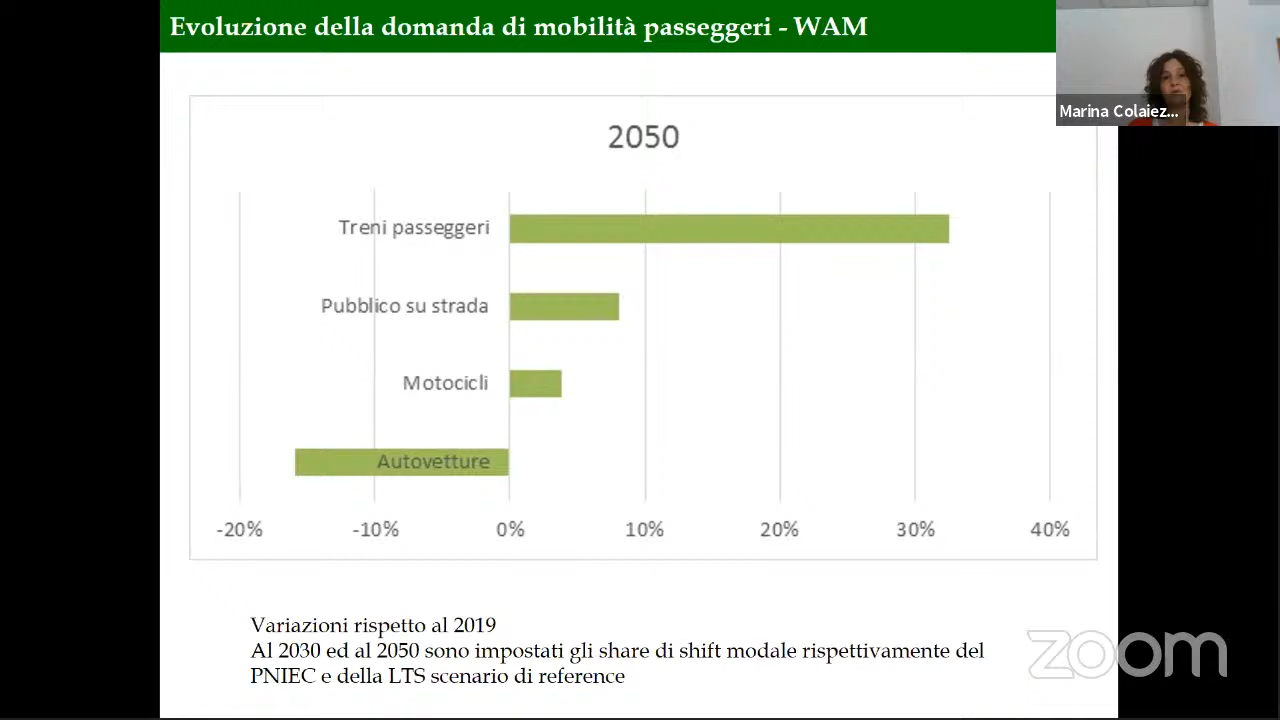 Evoluzione della domanda di mobilità passeggeri - WAM
Marina Colaiez...
2050
Treni passeggeri
Pubblico su strada
Motocicli
Autovetture
-20% -10% 0% 10% 20% 30% 40%
Variazioni rispetto al 2019
Al 2030 ed al 2050 sono impostati gli share di shift modale rispettivamente del
PNIEC e della LTS scenario di reference
zoom